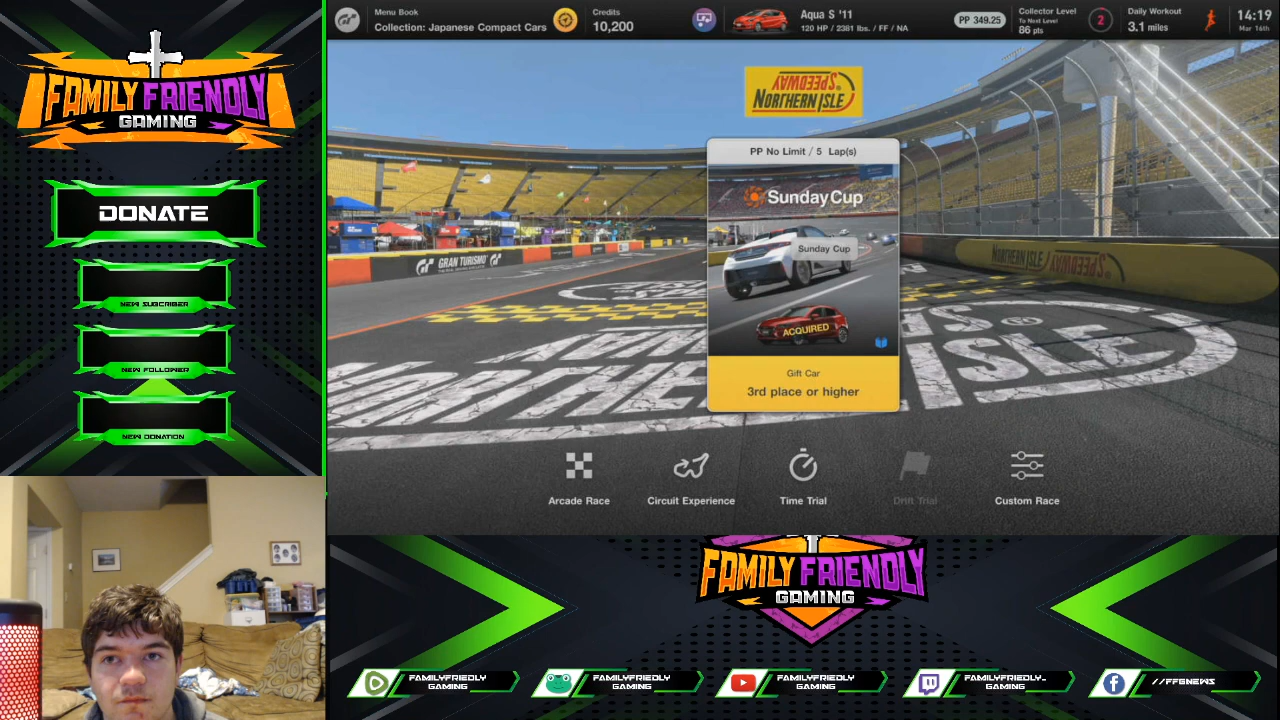 FAMILY FRIENDLY
GAMING
DONATE
NEW SUBCRIBER
NEW FOLLOWER
NEW DONATION
Menu Book
Collection: Japanese Compact Cars
Credits
10,200
Aqua S '11
120 HP / 2381 lbs. / FF / NA
PP 349.25
Collector Level
To Next Level
86 pts
2
Daily Workout
3.1 miles
14:19
Mar 16th
SPEEDWAY
NORTHERN ISLE
PP No Limit / 5 Lap(s)
Sunday Cup
Sunday Cup
ACQUIRED
Gift Car
3rd place or higher
GRAN TURISMO
NORTHERN ISLE / SPEEDWAY
Arcade Race
Circuit Experience
Time Trial
Drift Trial
Custom Race
FAMILY FRIENDLY
GAMING
FAMILYFRIEDLY
GAMING
FAMILYFRIEDLY
GAMING
FAMILYFRIEDLY
GAMING
FAMILYFRIEDLY_
GAMING
//FFGNEWS